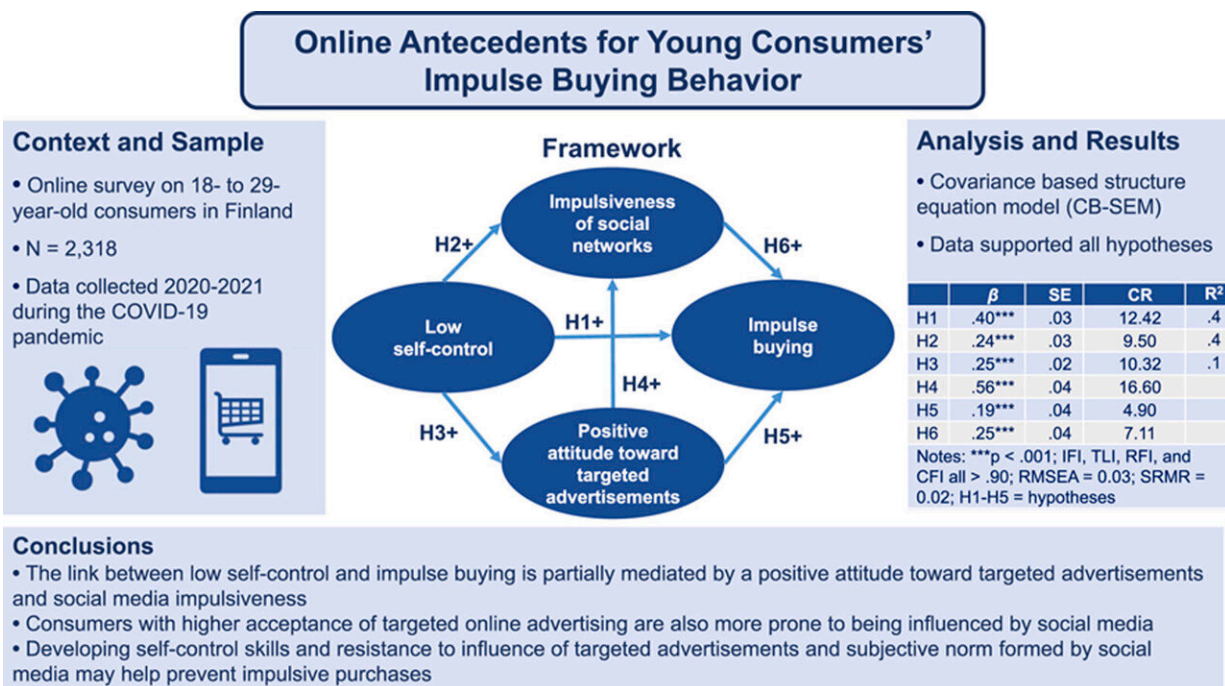 Online Antecedents for Young Consumers'
Impulse Buying Behavior
Context and Sample
• Online survey on 18- to 29-
year-old consumers in Finland
• N = 2,318
• Data collected 2020-2021
during the COVID-19
pandemic
Framework
Impulsiveness
of social
networks
H2+
H6+
Low
self-control
H1+
Impulse
buying
H4+
H3+
H5+
Positive
attitude toward
targeted
advertisements
Analysis and Results
• Covariance based structure
equation model (CB-SEM)
• Data supported all hypotheses
β SE CR R²
H1 .40*** .03 12.42 .4
H2 .24*** .03 9.50 .4
H3 .25*** .02 10.32 .1
H4 .56*** .04 16.60
H5 .19*** .04 4.90
H6 .25*** .04 7.11
Notes: ***p < .001; IFI, TLI, RFI, and
CFI all > .90; RMSEA = 0.03; SRMR =
0.02; H1-H5 = hypotheses
Conclusions
• The link between low self-control and impulse buying is partially mediated by a positive attitude toward targeted advertisements
and social media impulsiveness
• Consumers with higher acceptance of targeted online advertising are also more prone to being influenced by social media
• Developing self-control skills and resistance to influence of targeted advertisements and subjective norm formed by social
media may help prevent impulsive purchases